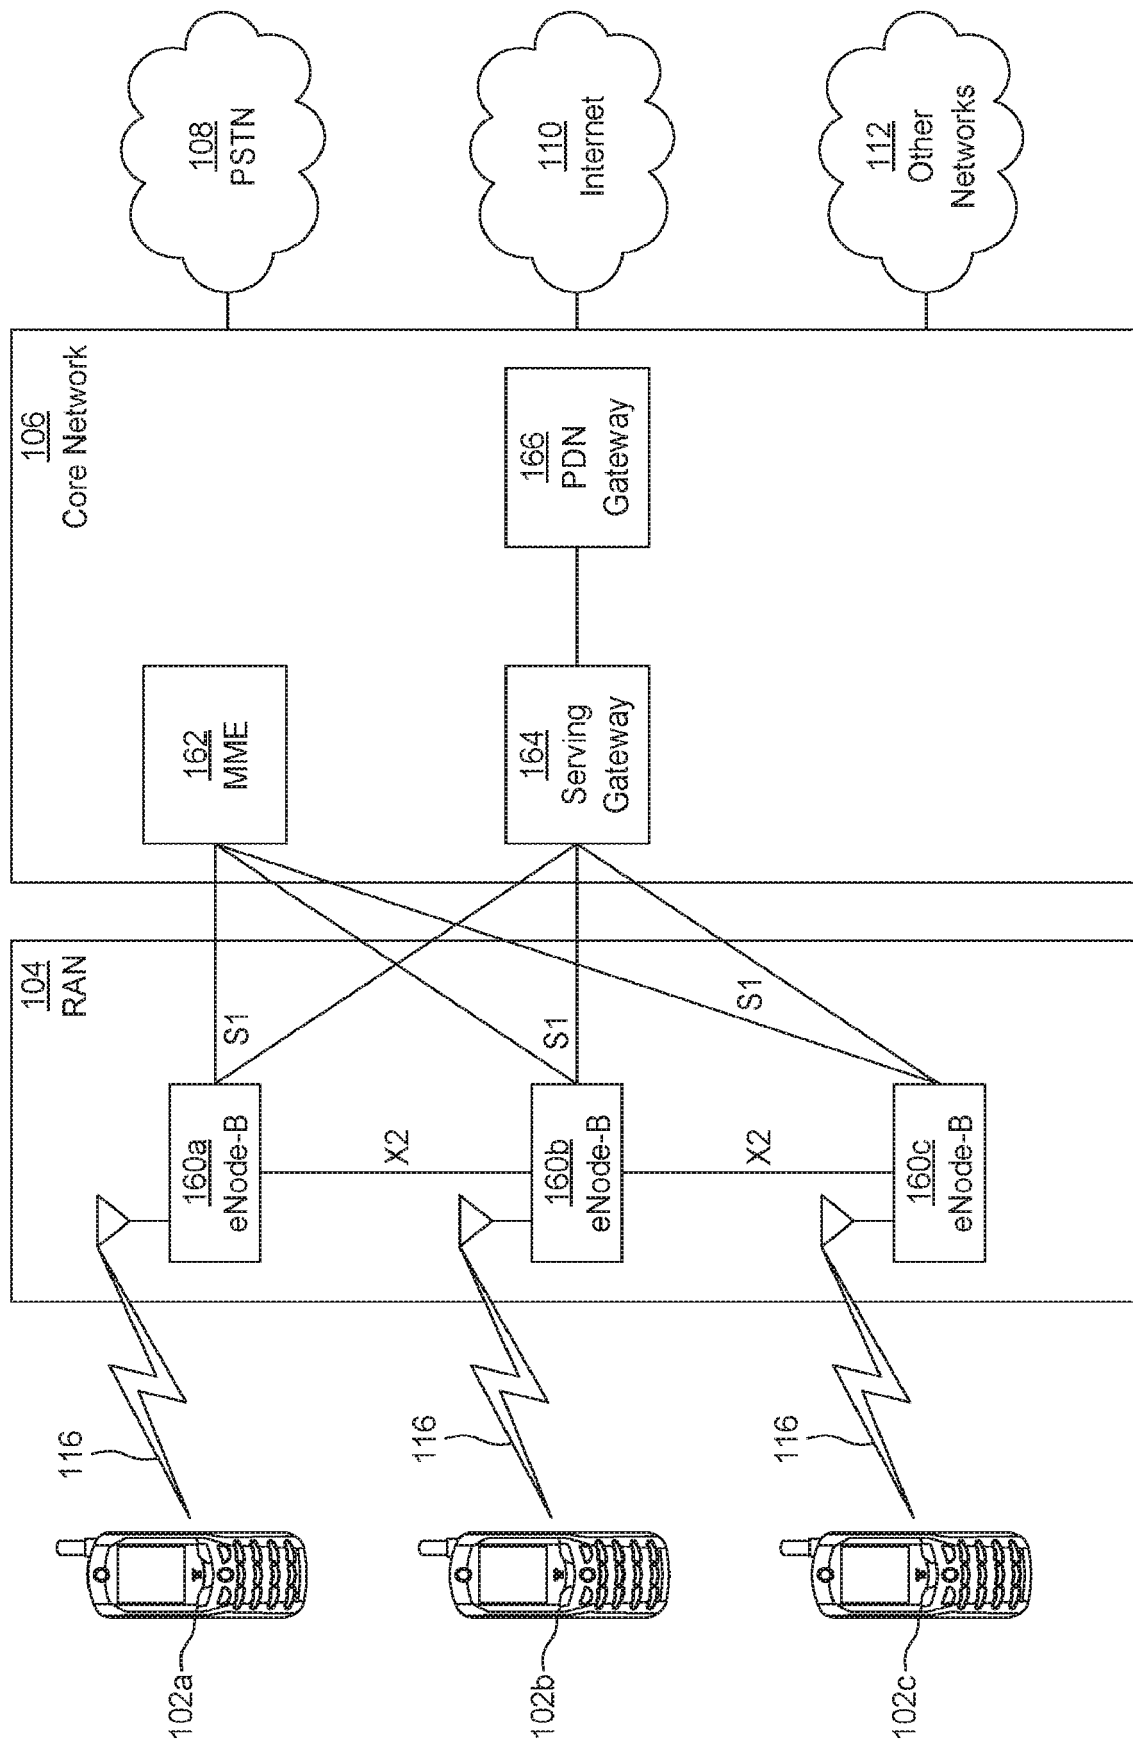 102a
116
104
RAN
160a
eNode-B
S1
X2
106
Core Network
162
MME
108
PSTN
102b
116
160b
eNode-B
S1
X2
164
Serving
Gateway
166
PDN
Gateway
110
Internet
102c
116
160c
eNode-B
S1
112
Other
Networks